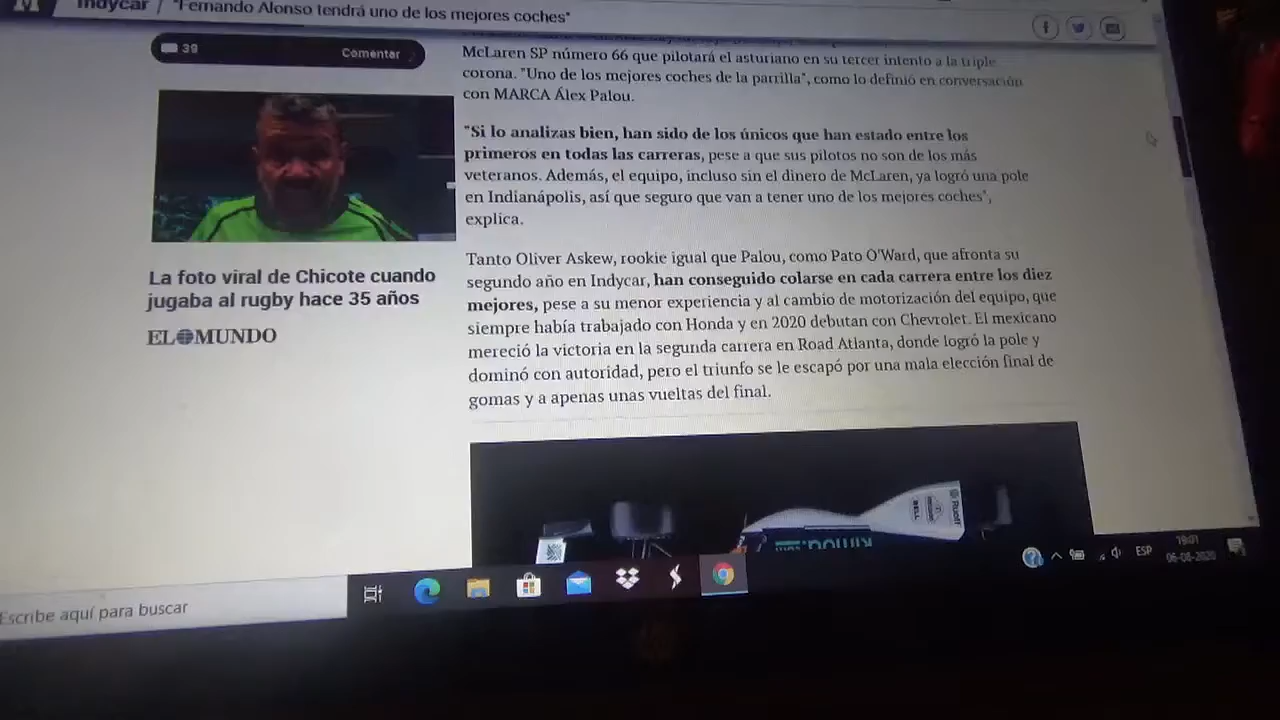 Indycar / "Fernando Alonso tendrá uno de los mejores coches"
39
Comentar
La foto viral de Chicote cuando
jugaba al rugby hace 35 años
EL MUNDO
McLaren SP número 66 que pilotará el asturiano en su tercer intento a la triple
corona. "Uno de los mejores coches de la parrilla", como lo definió en conversación
con MARCA Álex Palou.
"Si lo analizas bien, han sido de los únicos que han estado entre los
primeros en todas las carreras, pese a que sus pilotos no son de los más
veteranos. Además, el equipo, incluso sin el dinero de McLaren, ya logró una pole
en Indianápolis, así que seguro que van a tener uno de los mejores coches",
explica.
Tanto Oliver Askew, rookie igual que Palou, como Pato O'Ward, que afronta su
segundo año en Indycar, han conseguido colarse en cada carrera entre los diez
mejores, pese a su menor experiencia y al cambio de motorización del equipo, que
siempre había trabajado con Honda y en 2020 debutan con Chevrolet. El mexicano
mereció la victoria en la segunda carrera en Road Atlanta, donde logró la pole y
dominó con autoridad, pero el triunfo se le escapó por una mala elección final de
gomas y a apenas unas vueltas del final.
Ruoff
BELL
Escribe aquí para buscar
ESP
19:01
06-08-2020